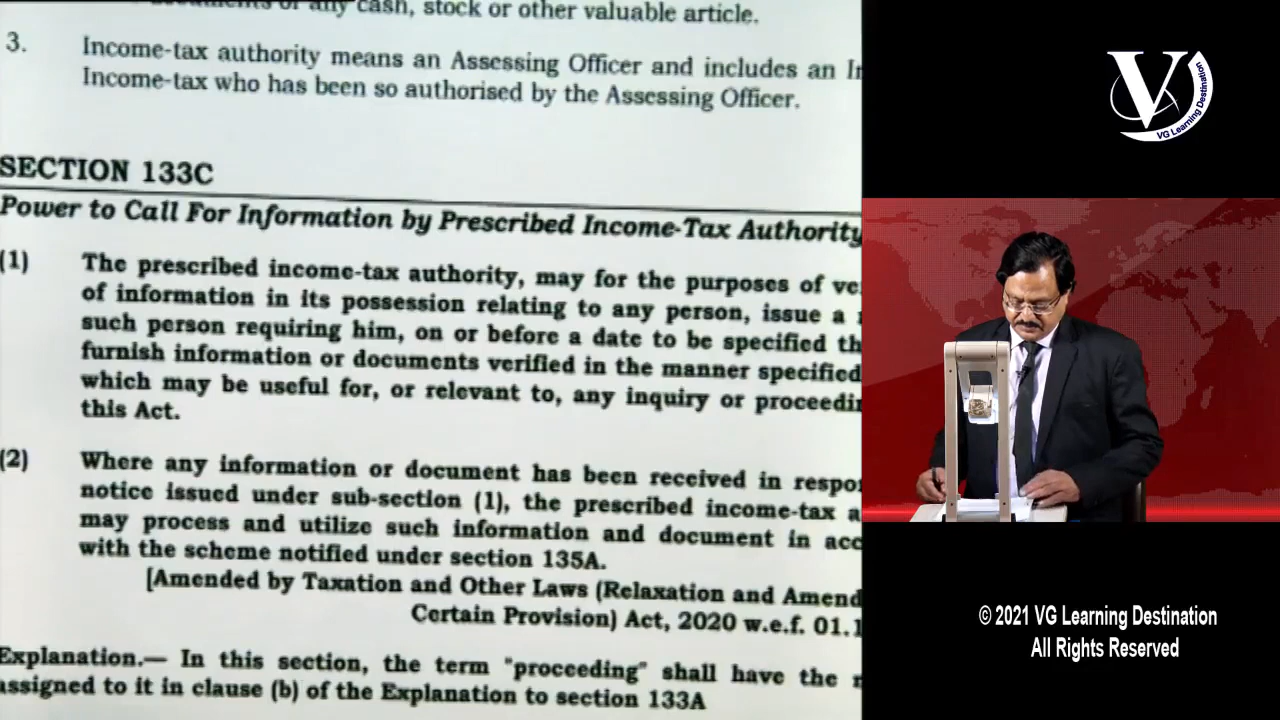 any cash, stock or other valuable article.
3. Income-tax authority means an Assessing Officer and includes an
Income-tax who has been so authorised by the Assessing Officer.
SECTION 133C
Power to Call For Information by Prescribed Income-Tax Authority
(1) The prescribed income-tax authority, may for the purposes of
of information in its possession relating to any person, issue a
such person requiring him, on or before a date to be specified
furnish information or documents verified in the manner specified
which may be useful for, or relevant to, any inquiry or
this Act.
(2) Where any information or document has been received in
notice issued under sub-section (1), the prescribed income-tax
may process and utilize such information and document in
with the scheme notified under section 135A.
[Amended by Taxation and Other Laws (Relaxation and
Certain Provision) Act, 2020 w.e.f. 01.1
Explanation.— In this section, the term "proceeding" shall have the
assigned to it in clause (b) of the Explanation to section 133A
V
VG Learning Destination
© 2021 VG Learning Destination
All Rights Reserved